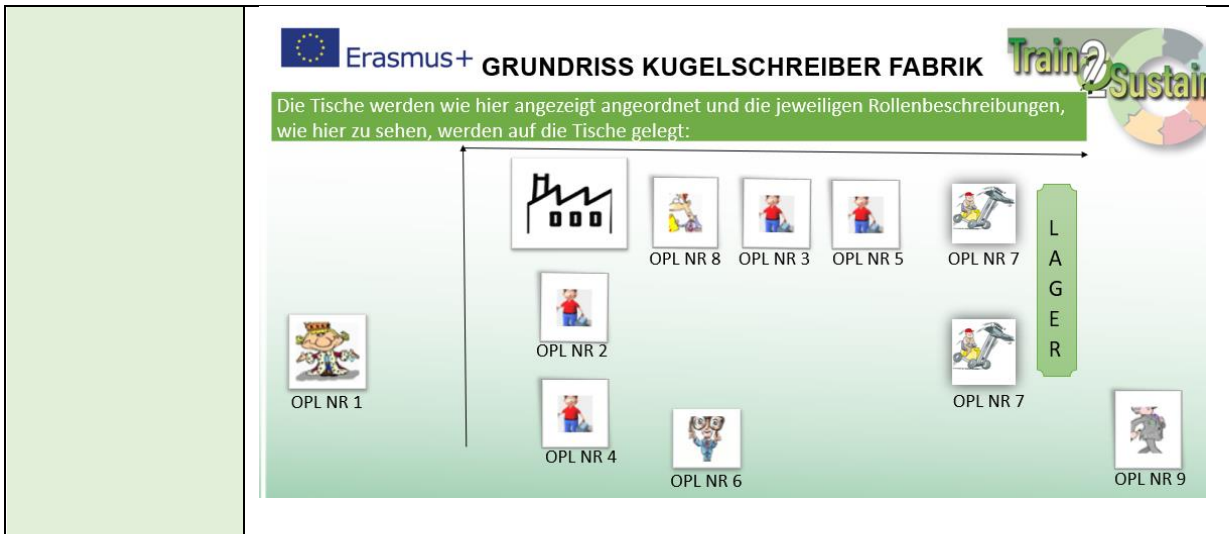 Erasmus+
GRUNDRISS KUGELSCHREIBER FABRIK
Train2Sustain
Die Tische werden wie hier angezeigt angeordnet und die jeweiligen Rollenbeschreibungen,
wie hier zu sehen, werden auf die Tische gelegt:
OPL NR 8
OPL NR 3
OPL NR 5
OPL NR 7
LAGER
OPL NR 2
OPL NR 1
OPL NR 7
OPL NR 4
OPL NR 6
OPL NR 9